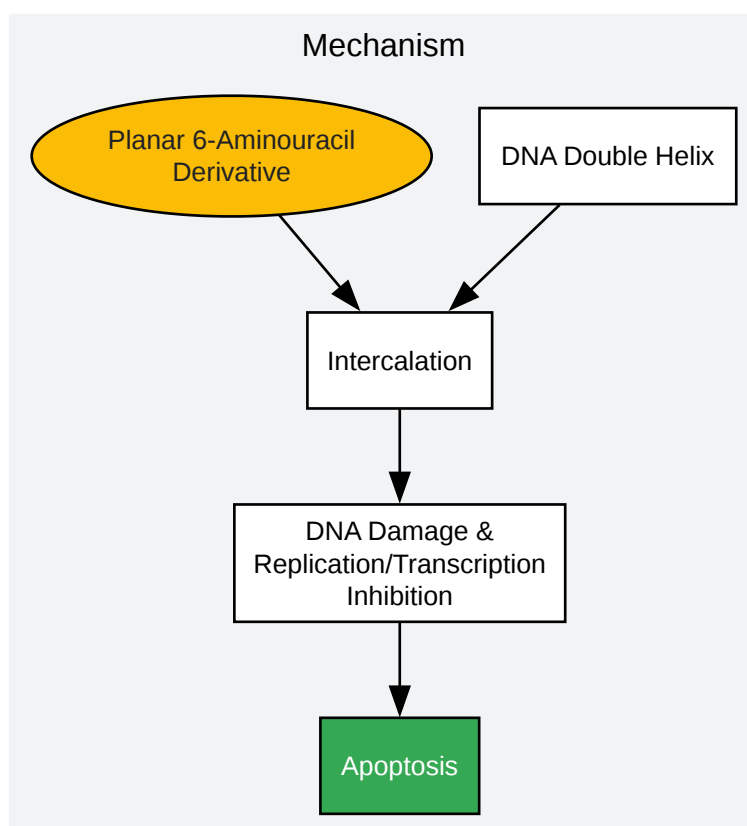 Mechanism
Planar 6-Aminouracil
Derivative
DNA Double Helix
Intercalation
DNA Damage &
Replication/Transcription
Inhibition
Apoptosis